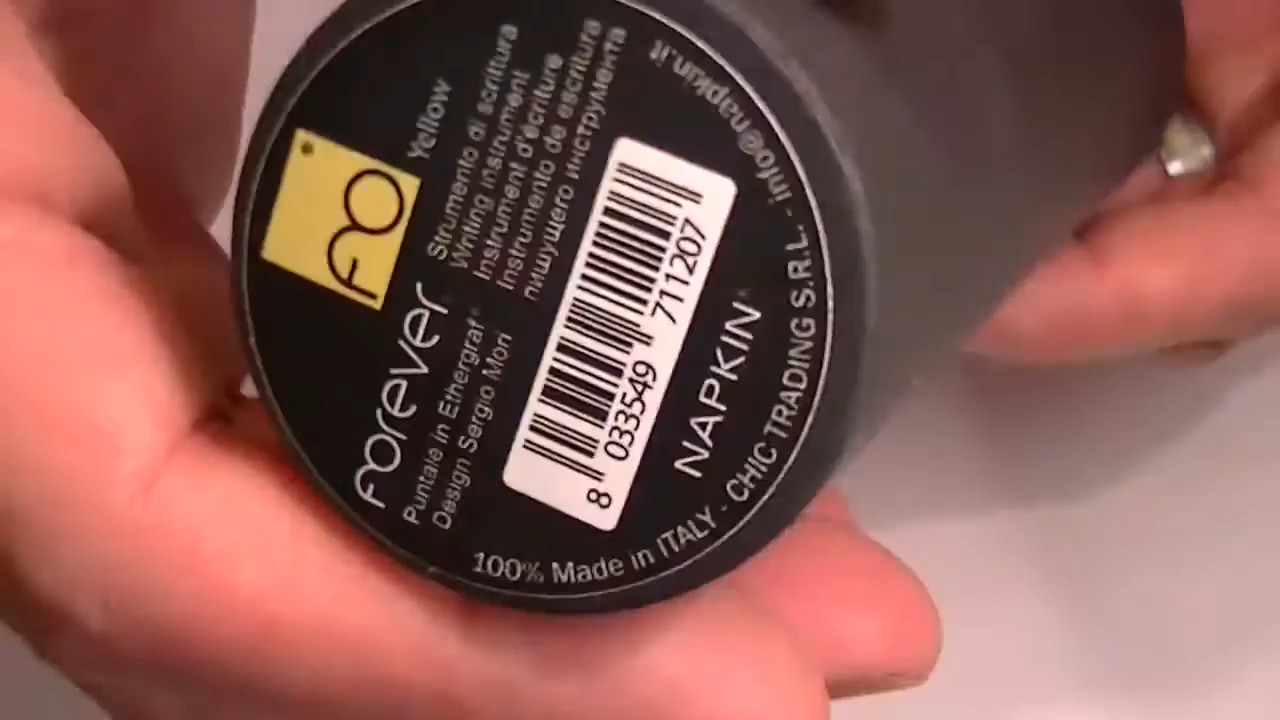 FO Yellow
Strumento di scrittura
Writing instrument
Instrument d'écriture
Instrumento de escritura
пишущего инструмента
forever
Puntale in Ethergraf®
Design Sergio Mori
8 033549 711207
NAPKIN®
100% Made in ITALY - CHIC TRADING S.R.L. - info@napkin.it